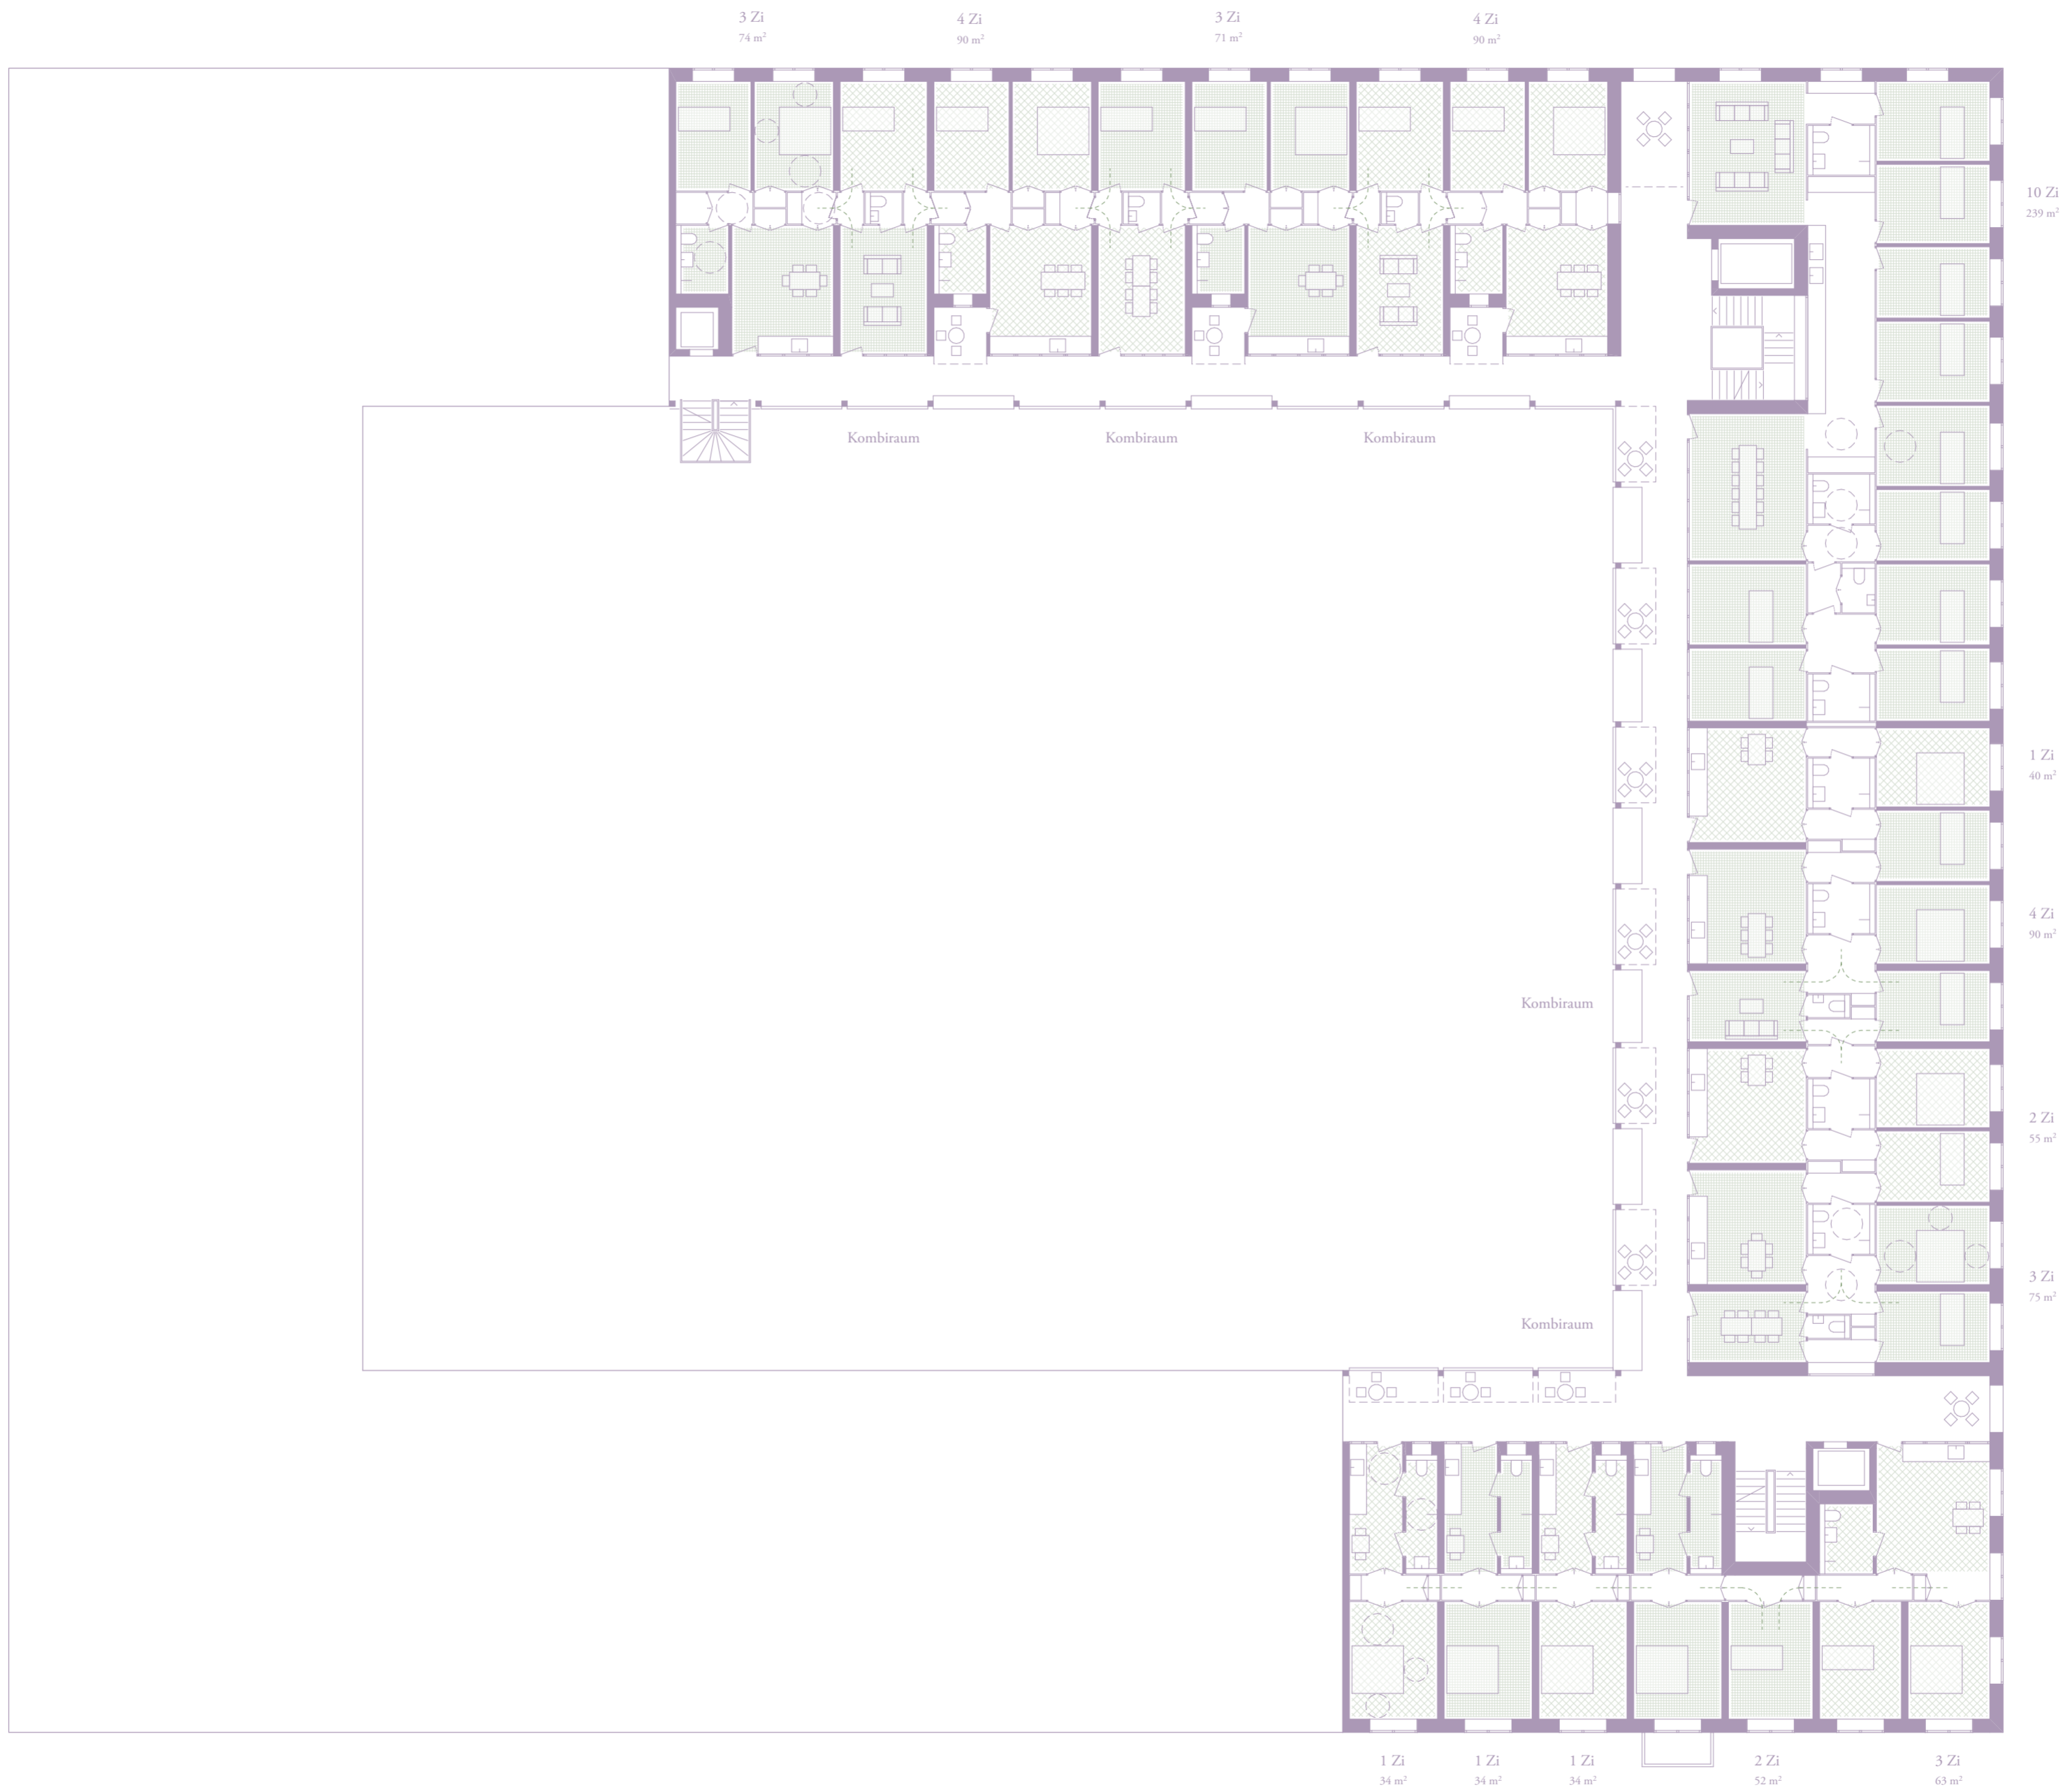 3 Zi
74 m²
4 Zi
90 m²
3 Zi
71 m²
4 Zi
90 m²
10 Zi
239 m²
Kombiraum
Kombiraum
Kombiraum
1 Zi
40 m²
4 Zi
90 m²
Kombiraum
2 Zi
55 m²
3 Zi
75 m²
Kombiraum
1 Zi
34 m²
1 Zi
34 m²
1 Zi
34 m²
2 Zi
52 m²
3 Zi
63 m²